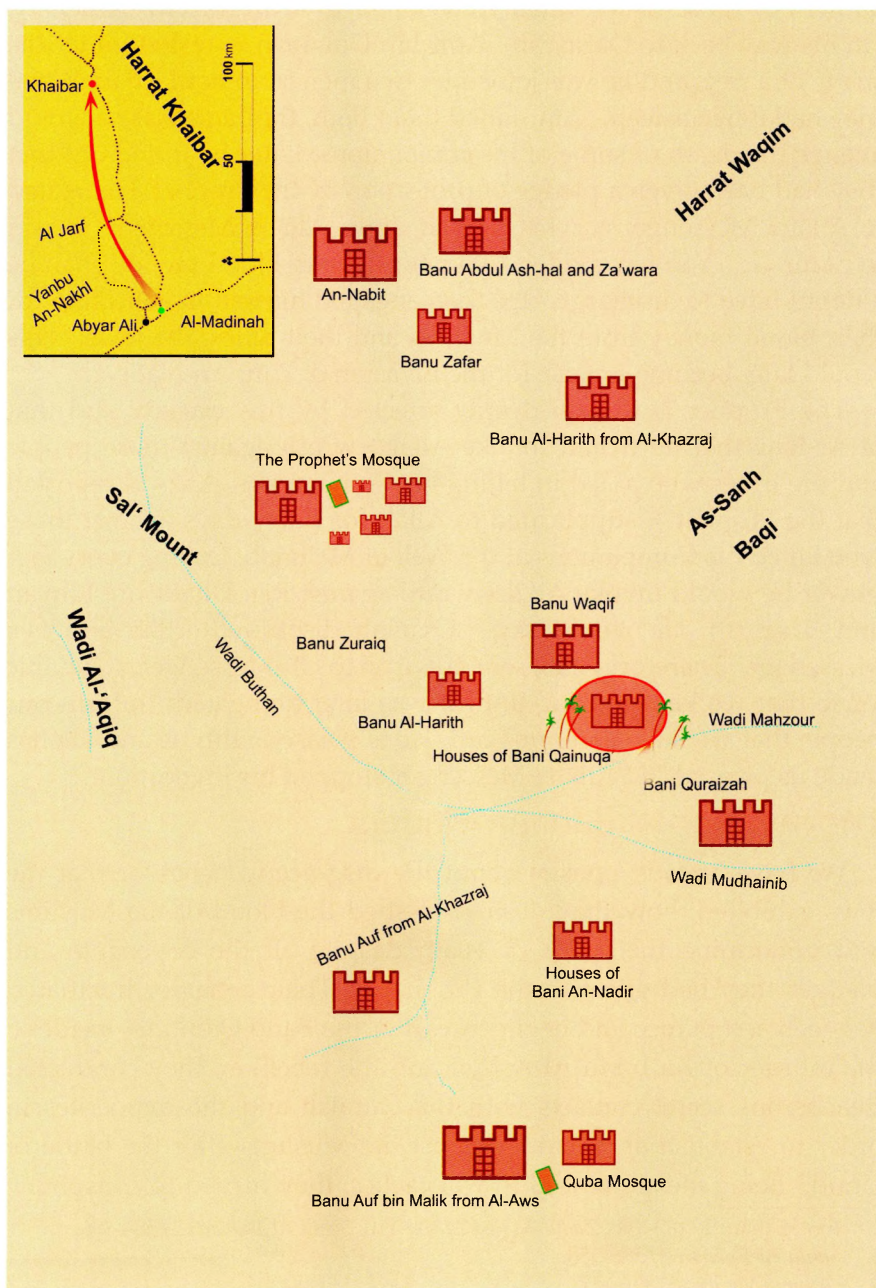 Khaibar
Harrat Khaibar
100 km
50
Al Jarf
Yanbu
An-Nakhl
Abyar Ali
Al-Madinah
Harrat Waqim
Banu Abdul Ash-hal and Za'wara
An-Nabit
Banu Zafar
Banu Al-Harith from Al-Khazraj
The Prophet's Mosque
Sal‘ Mount
As-Sanh
Baqi
Wadi Al-‘Aqiq
Wadi Buthan
Banu Zuraiq
Banu Waqif
Banu Al-Harith
Wadi Mahzour
Houses of Bani Qainuqa'
Bani Quraizah
Wadi Mudhainib
Banu Auf from Al-Khazraj
Houses of
Bani An-Nadir
Quba Mosque
Banu Auf bin Malik from Al-Aws